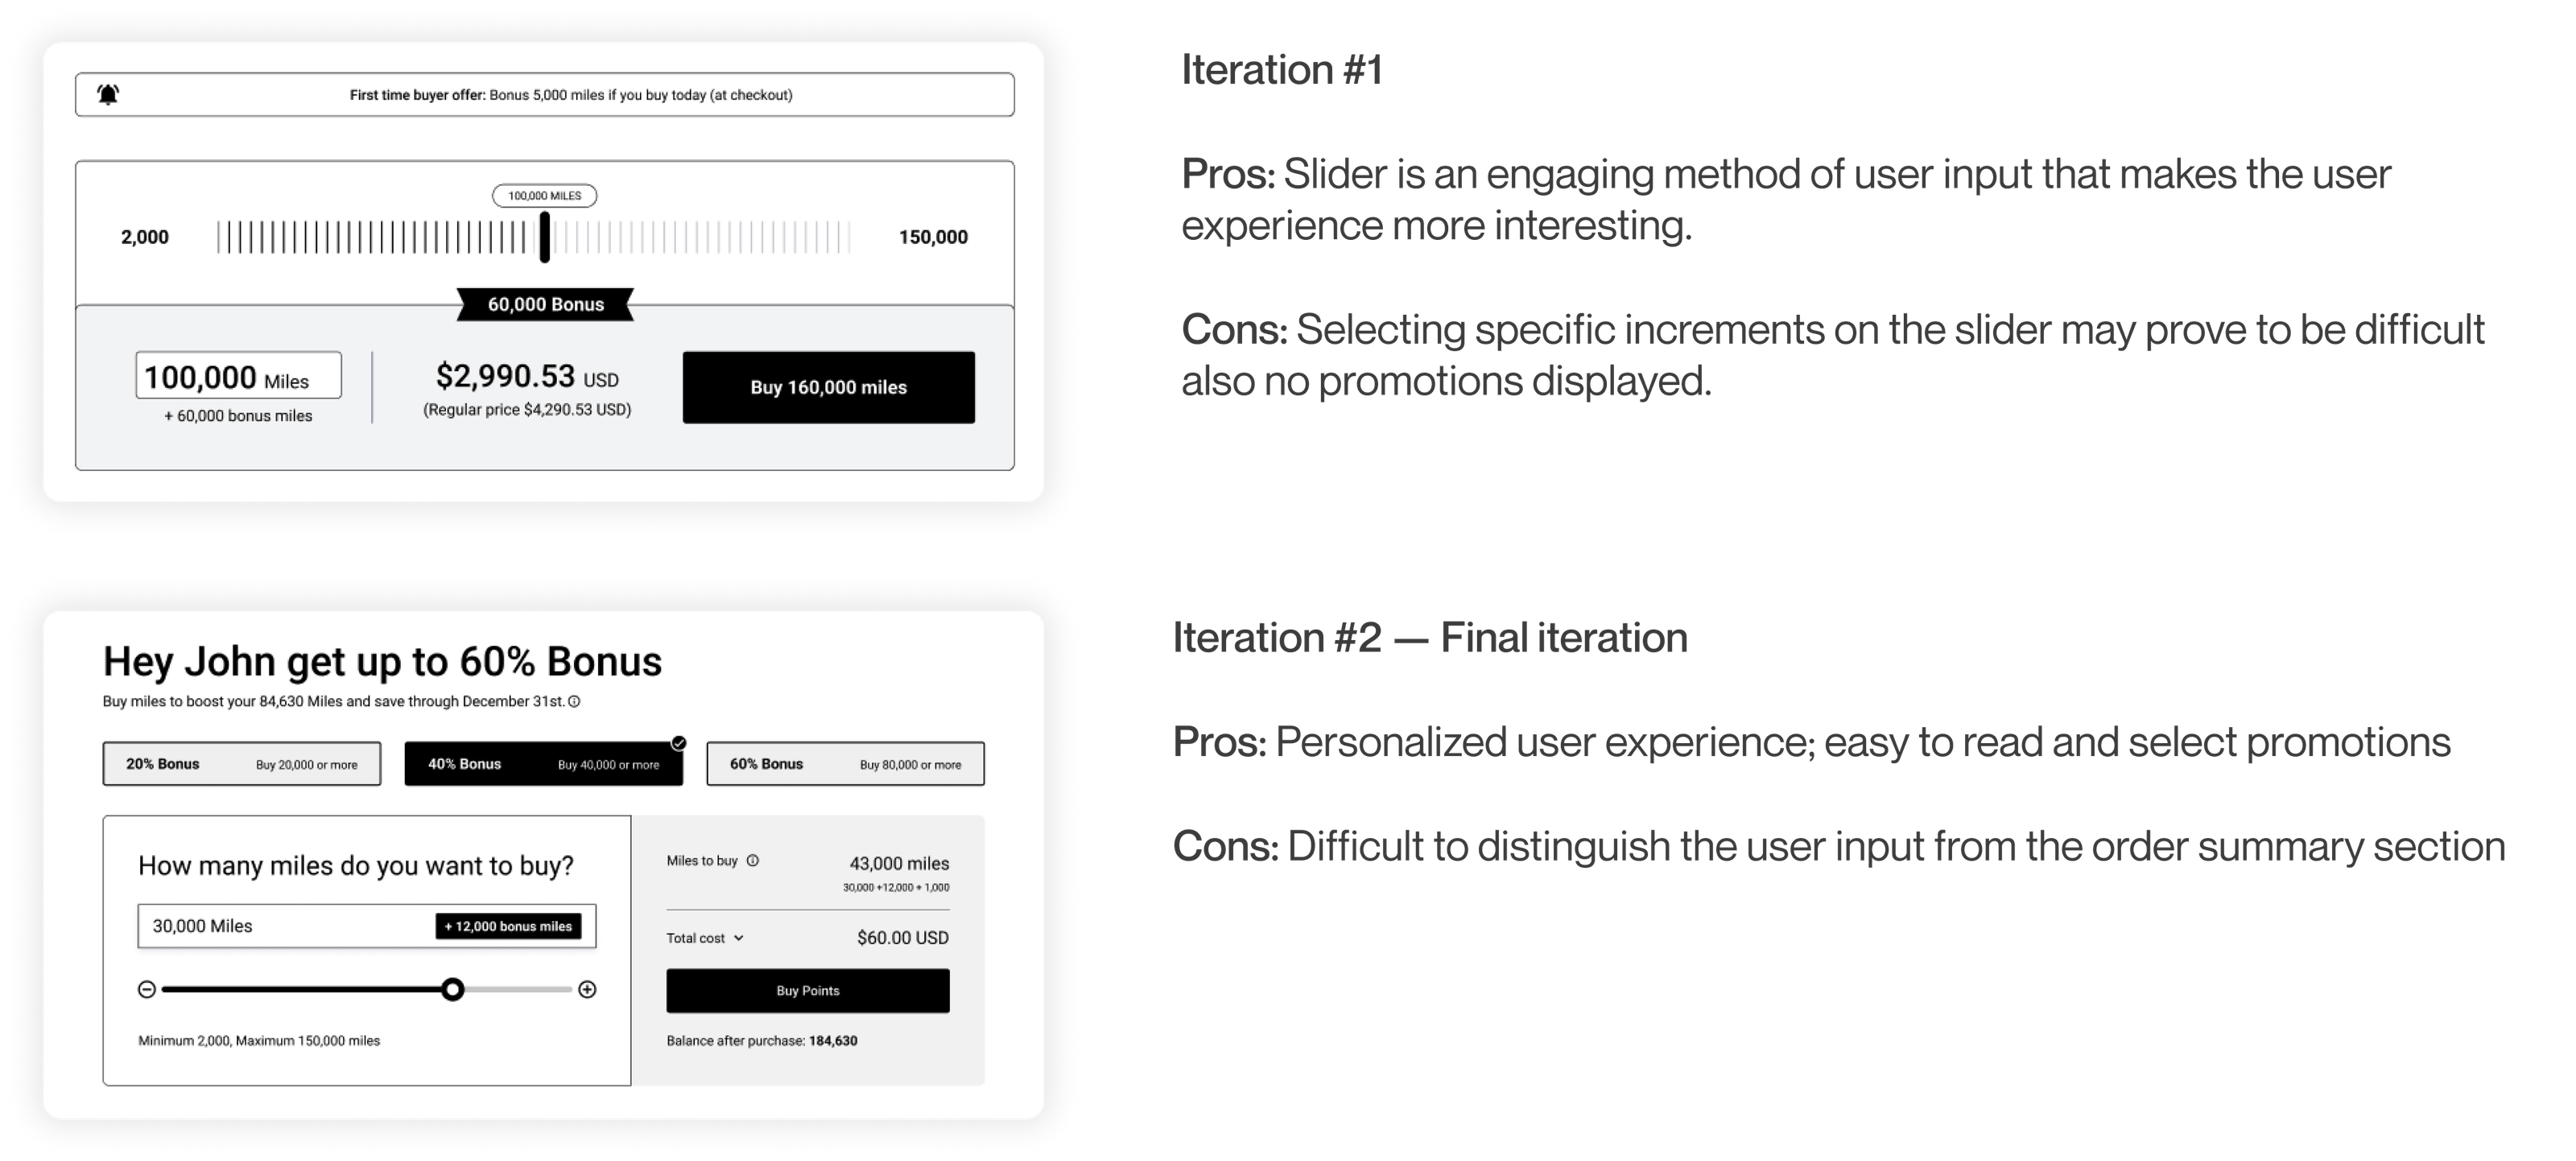 First time buyer offer: Bonus 5,000 miles if you buy today (at checkout)
100,000 MILES
2,000
150,000
60,000 Bonus
100,000 Miles
+ 60,000 bonus miles
$2,990.53 USD
(Regular price $4,290.53 USD)
Buy 160,000 miles
Iteration #1
Pros: Slider is an engaging method of user input that makes the user
experience more interesting.
Cons: Selecting specific increments on the slider may prove to be difficult
also no promotions displayed.
Hey John get up to 60% Bonus
Buy miles to boost your 84,630 Miles and save through December 31st.
20% Bonus Buy 20,000 or more
40% Bonus Buy 40,000 or more
60% Bonus Buy 80,000 or more
How many miles do you want to buy?
30,000 Miles + 12,000 bonus miles
Minimum 2,000, Maximum 150,000 miles
Miles to buy 43,000 miles
30,000 +12,000 + 1,000
Total cost $60.00 USD
Buy Points
Balance after purchase: 184,630
Iteration #2 — Final iteration
Pros: Personalized user experience; easy to read and select promotions
Cons: Difficult to distinguish the user input from the order summary section